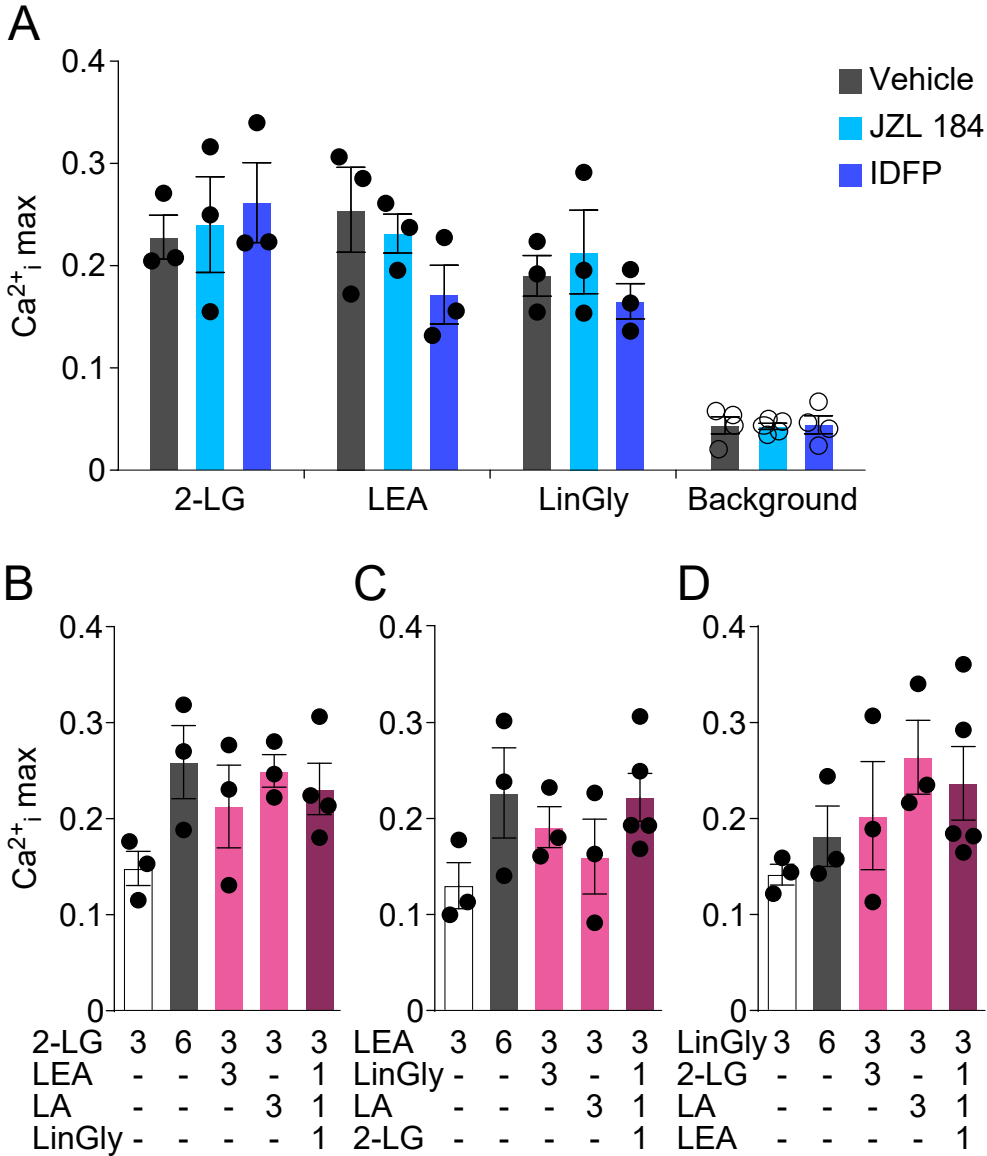 A
0.4
0.3
0.2
0.1
0
Ca²⁺ᵢ max
Vehicle
JZL 184
IDFP
2-LG LEA LinGly Background
B
0.4
0.3
0.2
0.1
0
Ca²⁺ᵢ max
2-LG 3 6 3 3 3
LEA - - 3 - 1
LA - - - 3 1
LinGly - - - - 1
C
0.4
0.3
0.2
0.1
0
LEA 3 6 3 3 3
LinGly - - 3 - 1
LA - - - 3 1
2-LG - - - - 1
D
0.4
0.3
0.2
0.1
0
LinGly 3 6 3 3 3
2-LG - - 3 - 1
LA - - - 3 1
LEA - - - - 1